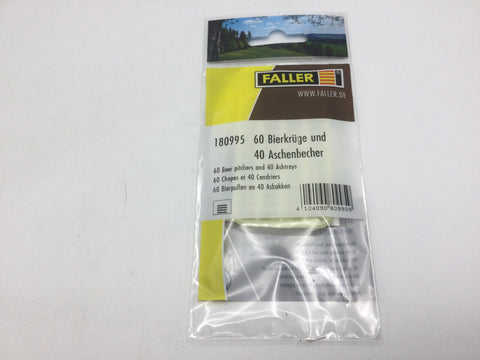 FALLER
WWW.FALLER.DE
180995 60 Bierkrüge und
40 Aschenbecher
60 Beer pitchers and 40 Ashtrays
60 Chopes et 40 Cendriers
60 Bierpullen en 40 Asbakken
4 104090 809959